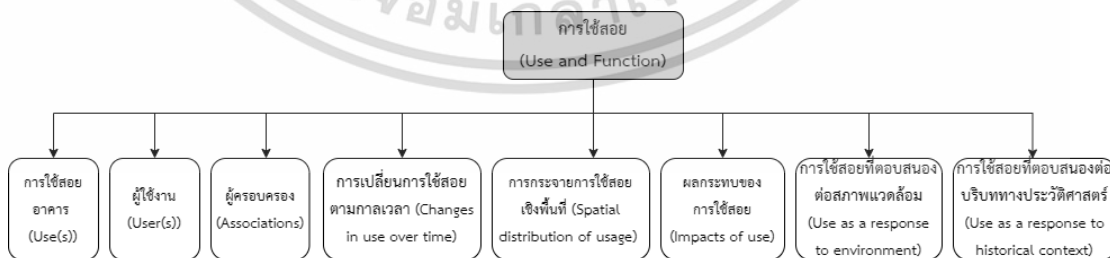 จอมเกล้า
การใช้สอย
(Use and Function)
การใช้สอย
อาคาร
(Use(s))
ผู้ใช้งาน
(User(s))
ผู้ครอบครอง
(Associations)
การเปลี่ยนการใช้สอย
ตามกาลเวลา (Changes
in use over time)
การกระจายการใช้สอย
เชิงพื้นที่ (Spatial
distribution of usage)
ผลกระทบของ
การใช้สอย
(Impacts of use)
การใช้สอยที่ตอบสนอง
ต่อสภาพแวดล้อม
(Use as a response
to environment)
การใช้สอยที่ตอบสนองต่อ
บริบททางประวัติศาสตร์
(Use as a response to
historical context)